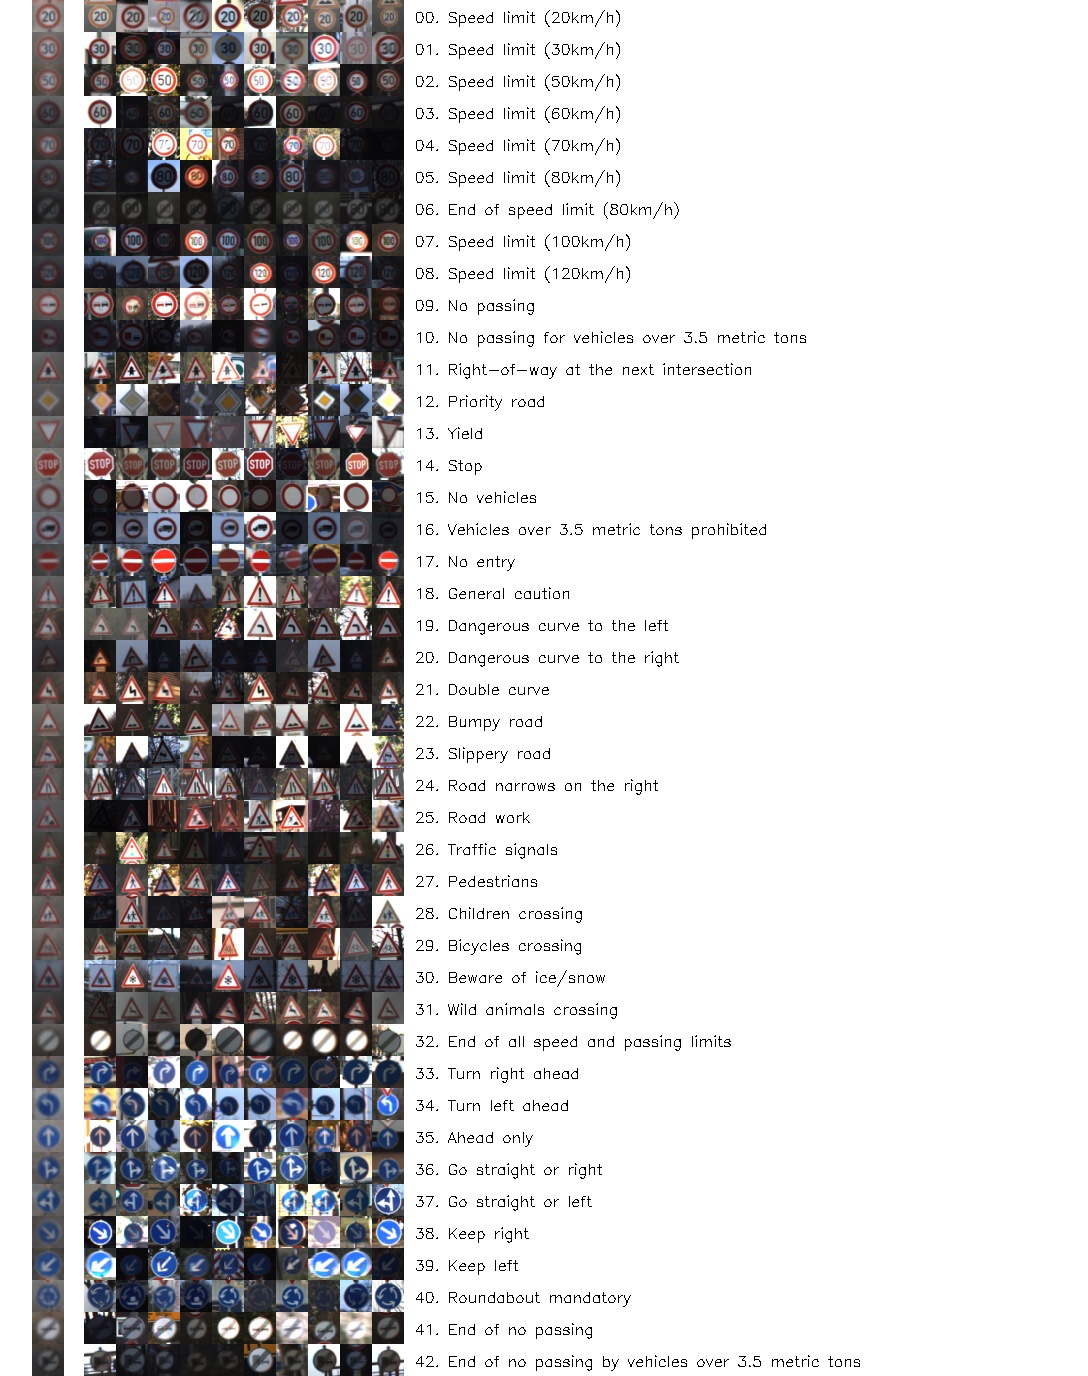 00. Speed limit (20km/h)
01. Speed limit (30km/h)
02. Speed limit (50km/h)
03. Speed limit (60km/h)
04. Speed limit (70km/h)
05. Speed limit (80km/h)
06. End of speed limit (80km/h)
07. Speed limit (100km/h)
08. Speed limit (120km/h)
09. No passing
10. No passing for vehicles over 3.5 metric tons
11. Right-of-way at the next intersection
12. Priority road
13. Yield
14. Stop
15. No vehicles
16. Vehicles over 3.5 metric tons prohibited
17. No entry
18. General caution
19. Dangerous curve to the left
20. Dangerous curve to the right
21. Double curve
22. Bumpy road
23. Slippery road
24. Road narrows on the right
25. Road work
26. Traffic signals
27. Pedestrians
28. Children crossing
29. Bicycles crossing
30. Beware of ice/snow
31. Wild animals crossing
32. End of all speed and passing limits
33. Turn right ahead
34. Turn left ahead
35. Ahead only
36. Go straight or right
37. Go straight or left
38. Keep right
39. Keep left
40. Roundabout mandatory
41. End of no passing
42. End of no passing by vehicles over 3.5 metric tons